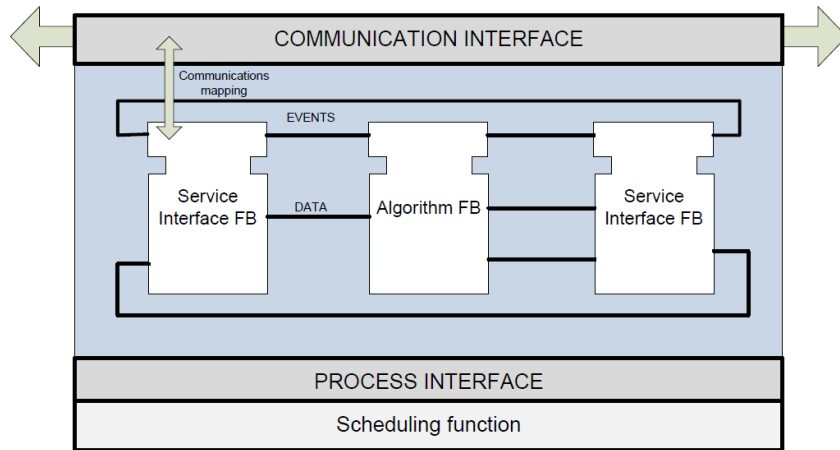 COMMUNICATION INTERFACE
Communications
mapping
EVENTS
Service
Interface FB
DATA
Algorithm FB
Service
Interface FB
PROCESS INTERFACE
Scheduling function